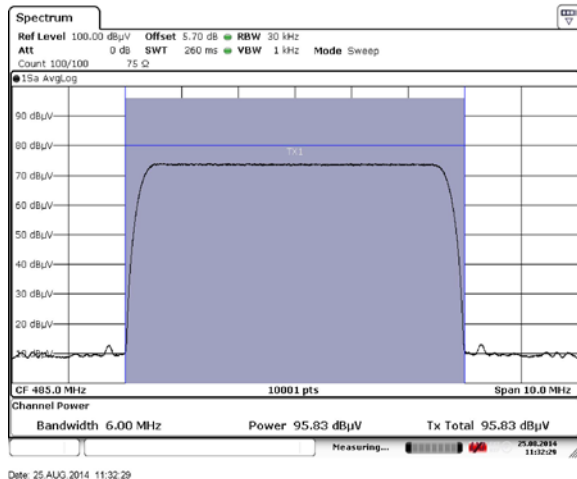 Spectrum
Ref Level 100.00 dBµV Offset 5.70 dB RBW 30 kHz
Att 0 dB SWT 260 ms VBW 1 kHz Mode Sweep
Count 100/100 75 Ω
1Sa AvgLog
90 dBµV
80 dBµV
TX1
70 dBµV
60 dBµV
50 dBµV
40 dBµV
30 dBµV
20 dBµV
10 dBµV
CF 485.0 MHz 10001 pts Span 10.0 MHz
Channel Power
Bandwidth 6.00 MHz Power 95.83 dBµV Tx Total 95.83 dBµV
Measuring... 25.08.2014
11:32:29
Date: 25.AUG.2014 11:32:29